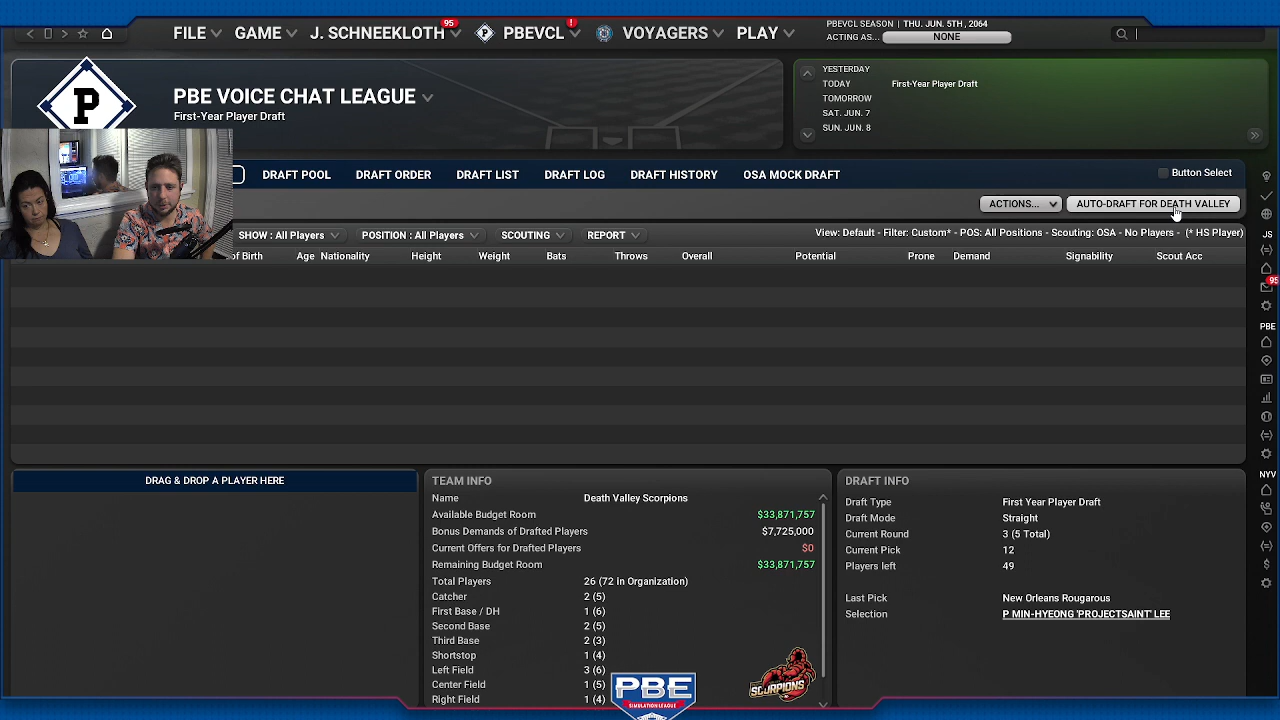 FILE GAME J. SCHNEEKLOTH 95 PBEVCL ! VOYAGERS PLAY
PBEVCL SEASON | THU. JUN. 5TH , 2064
ACTING AS... NONE
PBE VOICE CHAT LEAGUE
First-Year Player Draft
P
YESTERDAY
TODAY First-Year Player Draft
TOMORROW
SAT. JUN. 7
SUN. JUN. 8
DRAFT POOL DRAFT ORDER DRAFT LIST DRAFT LOG DRAFT HISTORY OSA MOCK DRAFT Button Select
ACTIONS... AUTO-DRAFT FOR DEATH VALLEY
SHOW : All Players POSITION : All Players SCOUTING REPORT View: Default - Filter: Custom* - POS: All Positions - Scouting: OSA - No Players - (* HS Player)
of Birth Age Nationality Height Weight Bats Throws Overall Potential Prone Demand Signability Scout Acc
JS
95
PBE
NYV
DRAG & DROP A PLAYER HERE
TEAM INFO
Name Death Valley Scorpions
Available Budget Room $33,871,757
Bonus Demands of Drafted Players $7,725,000
Current Offers for Drafted Players $0
Remaining Budget Room $33,871,757
Total Players 26 (72 in Organization)
Catcher 2 (5)
First Base / DH 1 (6)
Second Base 2 (5)
Third Base 2 (3)
Shortstop 1 (4)
Left Field 3 (6)
Center Field 1 (5)
Right Field 1 (4)
SCORPIONS
PBE
SIMULATION LEAGUE
DRAFT INFO
Draft Type First Year Player Draft
Draft Mode Straight
Current Round 3 (5 Total)
Current Pick 12
Players left 49
Last Pick New Orleans Rougarous
Selection P MIN-HYEONG 'PROJECTSAINT' LEE